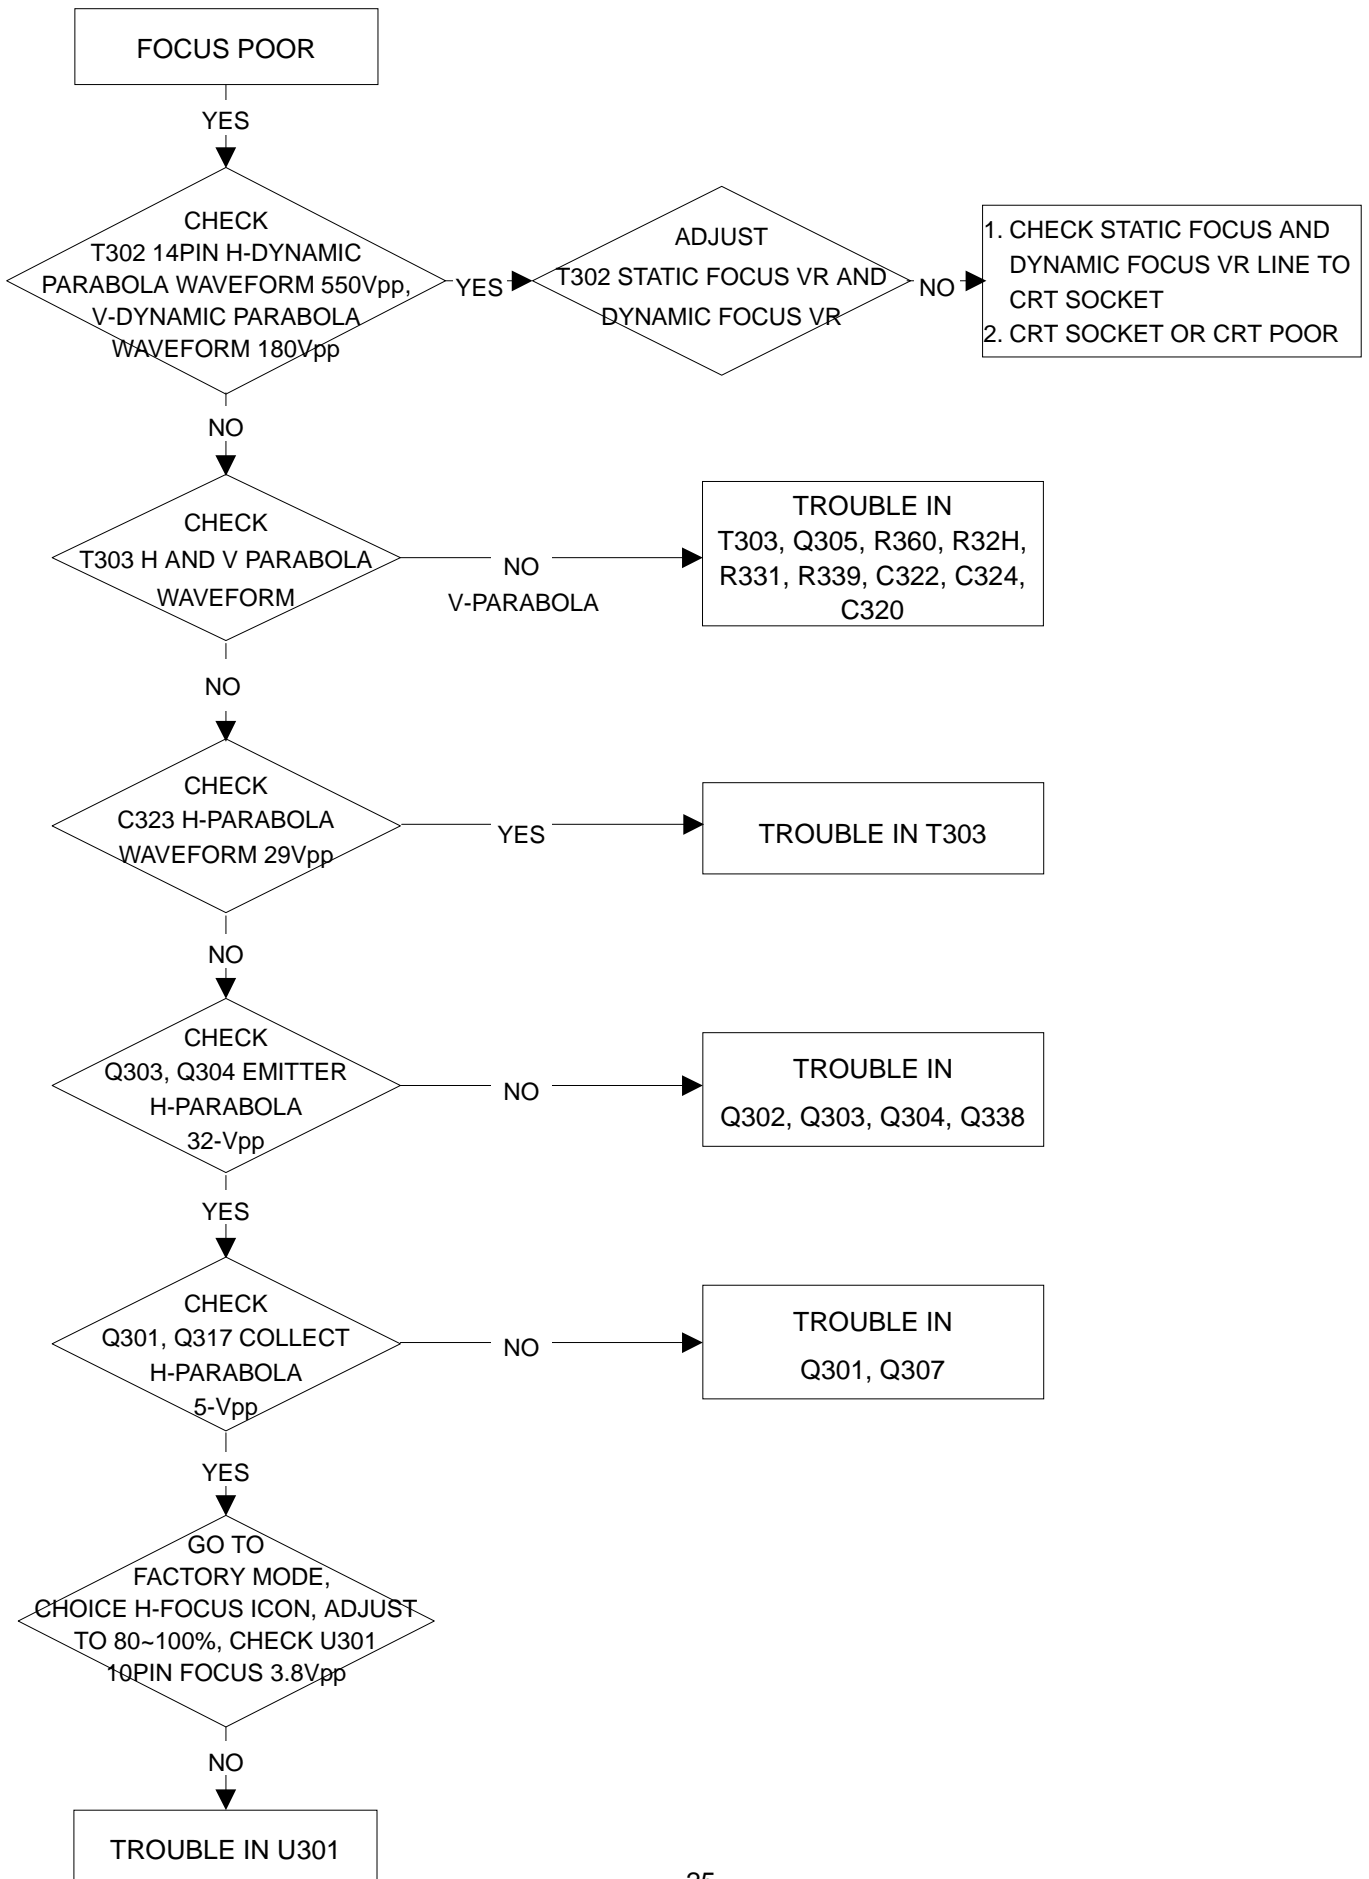 FOCUS POOR
YES
CHECK
T302 14PIN H-DYNAMIC
PARABOLA WAVEFORM 550Vpp,
V-DYNAMIC PARABOLA
WAVEFORM 180Vpp
YES
ADJUST
T302 STATIC FOCUS VR AND
DYNAMIC FOCUS VR
NO
1. CHECK STATIC FOCUS AND
DYNAMIC FOCUS VR LINE TO
CRT SOCKET
2. CRT SOCKET OR CRT POOR
NO
CHECK
T303 H AND V PARABOLA
WAVEFORM
NO
V-PARABOLA
TROUBLE IN
T303, Q305, R360, R32H,
R331, R339, C322, C324,
C320
NO
CHECK
C323 H-PARABOLA
WAVEFORM 29Vpp
YES
TROUBLE IN T303
NO
CHECK
Q303, Q304 EMITTER
H-PARABOLA
32-Vpp
NO
TROUBLE IN
Q302, Q303, Q304, Q338
YES
CHECK
Q301, Q317 COLLECT
H-PARABOLA
5-Vpp
NO
TROUBLE IN
Q301, Q307
YES
GO TO
FACTORY MODE,
CHOICE H-FOCUS ICON, ADJUST
TO 80~100%, CHECK U301
10PIN FOCUS 3.8Vpp
NO
TROUBLE IN U301